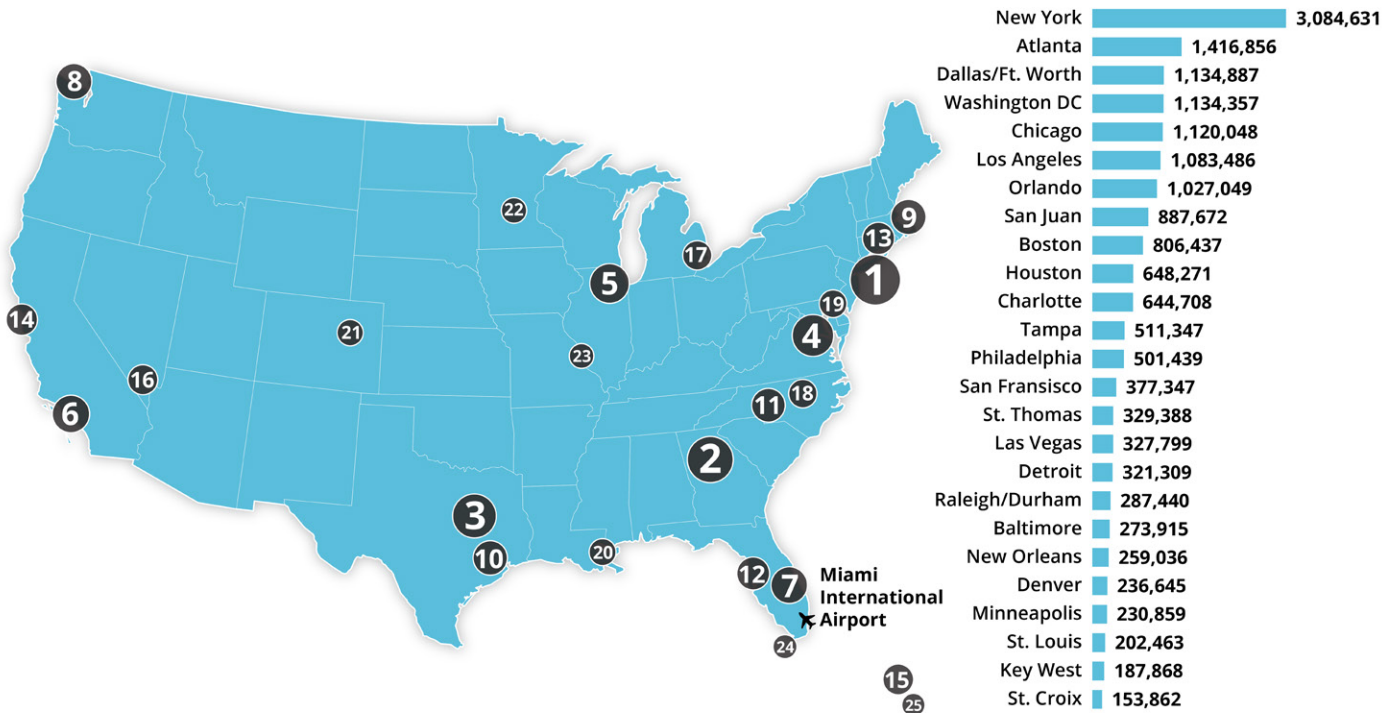 New York 3,084,631
Atlanta 1,416,856
Dallas/Ft. Worth 1,134,887
Washington DC 1,134,357
Chicago 1,120,048
Los Angeles 1,083,486
Orlando 1,027,049
San Juan 887,672
Boston 806,437
Houston 648,271
Charlotte 644,708
Tampa 511,347
Philadelphia 501,439
San Fransisco 377,347
St. Thomas 329,388
Las Vegas 327,799
Detroit 321,309
Raleigh/Durham 287,440
Baltimore 273,915
New Orleans 259,036
Denver 236,645
Minneapolis 230,859
St. Louis 202,463
Key West 187,868
St. Croix 153,862
8
22
9
13
17
1
5
19
14
21
4
23
16
18
11
6
2
3
20
10
12
7
Miami
International
Airport
24
15
25